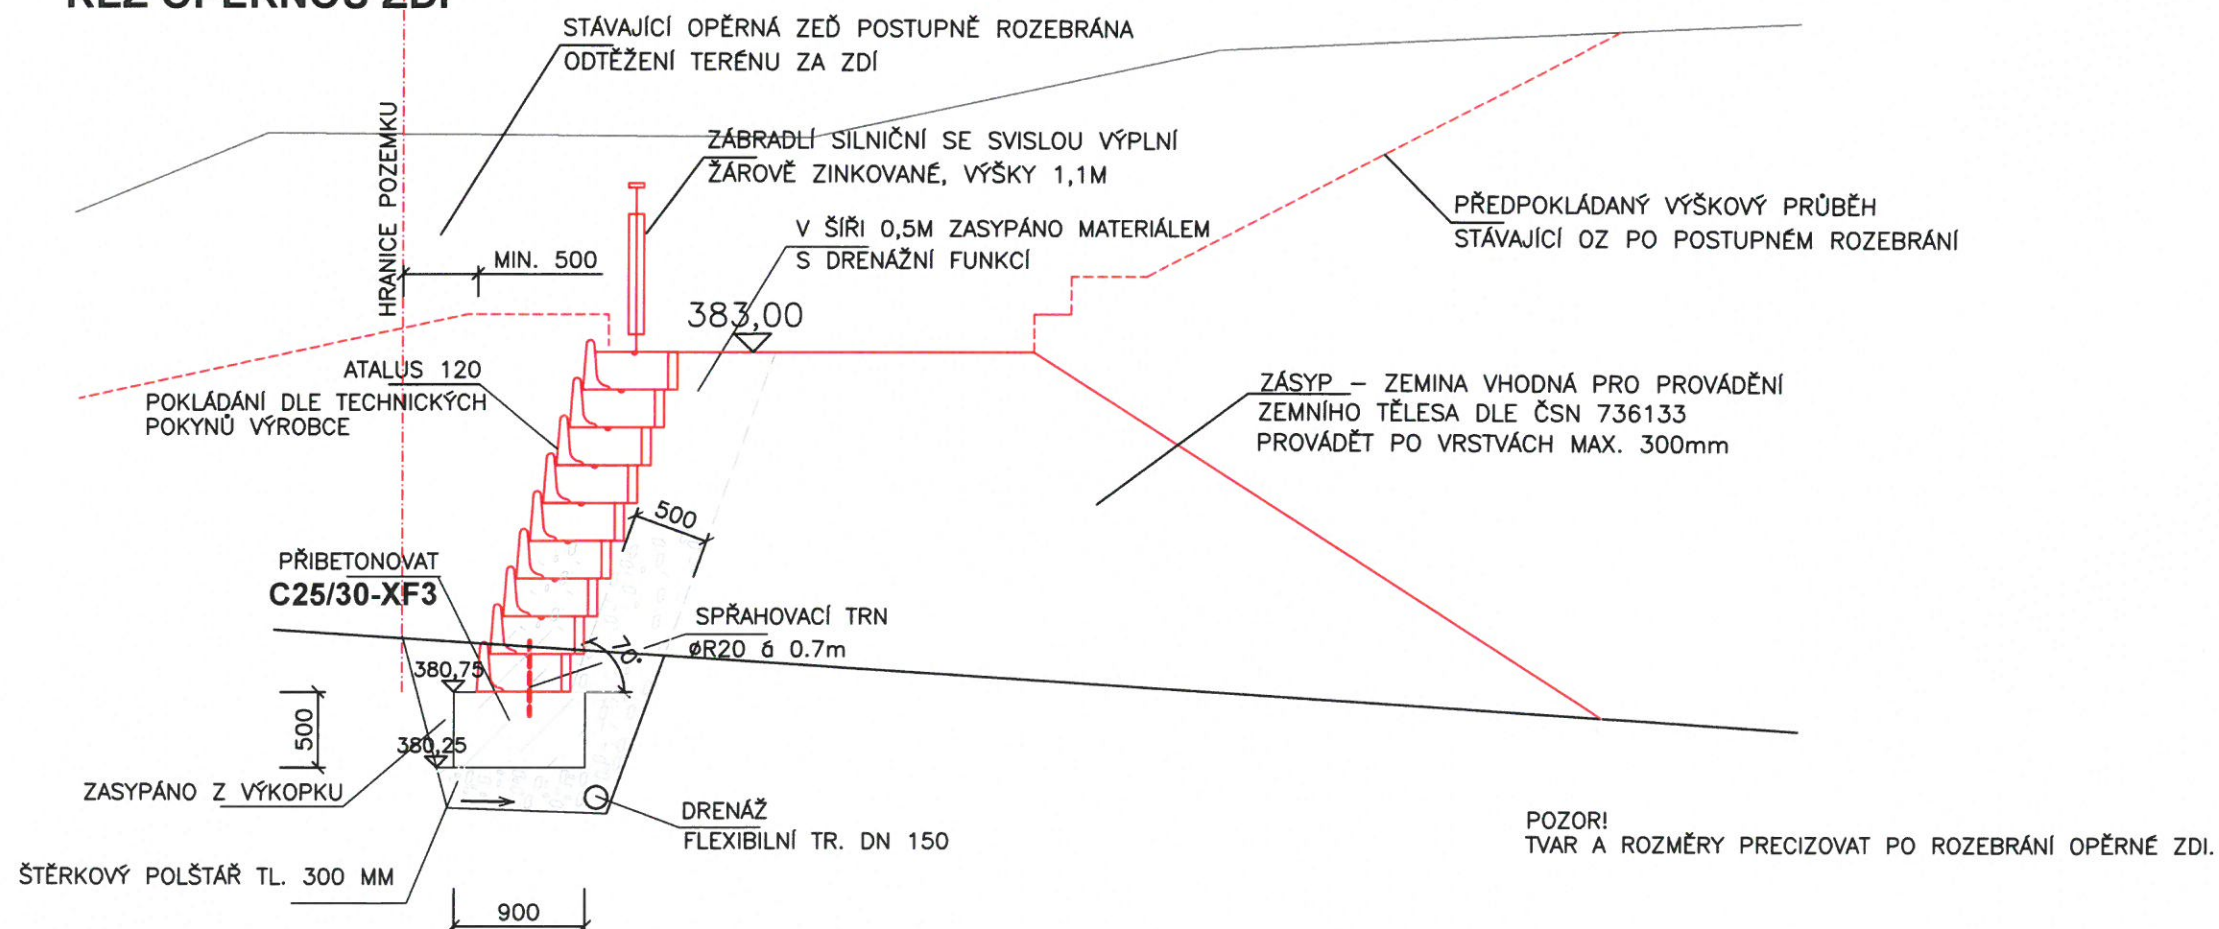 ŘEZ OPĚRNOU ZDÍ
STÁVAJÍCÍ OPĚRNÁ ZEĎ POSTUPNĚ ROZEBRÁNA
ODTĚŽENÍ TERÉNU ZA ZDÍ
HRANICE POZEMKU
ZÁBRADLÍ SILNIČNÍ SE SVISLOU VÝPLNÍ
ŽÁROVĚ ZINKOVANÉ, VÝŠKY 1,1M
PŘEDPOKLÁDANÝ VÝŠKOVÝ PRŮBĚH
STÁVAJÍCÍ OZ PO POSTUPNÉM ROZEBRÁNÍ
V ŠÍŘI 0,5M ZASYPÁNO MATERIÁLEM
S DRENÁŽNÍ FUNKCÍ
MIN. 500
383,00
ATALUS 120
POKLÁDÁNÍ DLE TECHNICKÝCH
POKYNŮ VÝROBCE
ZÁSYP – ZEMINA VHODNÁ PRO PROVÁDĚNÍ
ZEMNÍHO TĚLESA DLE ČSN 736133
PROVÁDĚT PO VRSTVÁCH MAX. 300mm
500
PŘIBETONOVAT
C25/30-XF3
SPŘAHOVACÍ TRN
øR20 á 0.7m
70°
380,75
500
380,25
ZASYPÁNO Z VÝKOPKU
DRENÁŽ
FLEXIBILNÍ TR. DN 150
POZOR!
TVAR A ROZMĚRY PRECIZOVAT PO ROZEBRÁNÍ OPĚRNÉ ZDI.
ŠTĚRKOVÝ POLŠTÁŘ TL. 300 MM
900